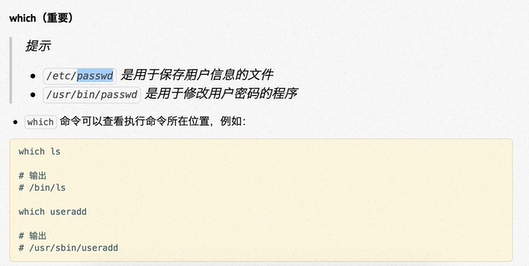 which（重要）
提示
• /etc/passwd 是用于保存用户信息的文件
• /usr/bin/passwd 是用于修改用户密码的程序
• which 命令可以查看执行命令所在位置，例如：
which ls
# 输出
# /bin/ls
which useradd
# 输出
# /usr/sbin/useradd